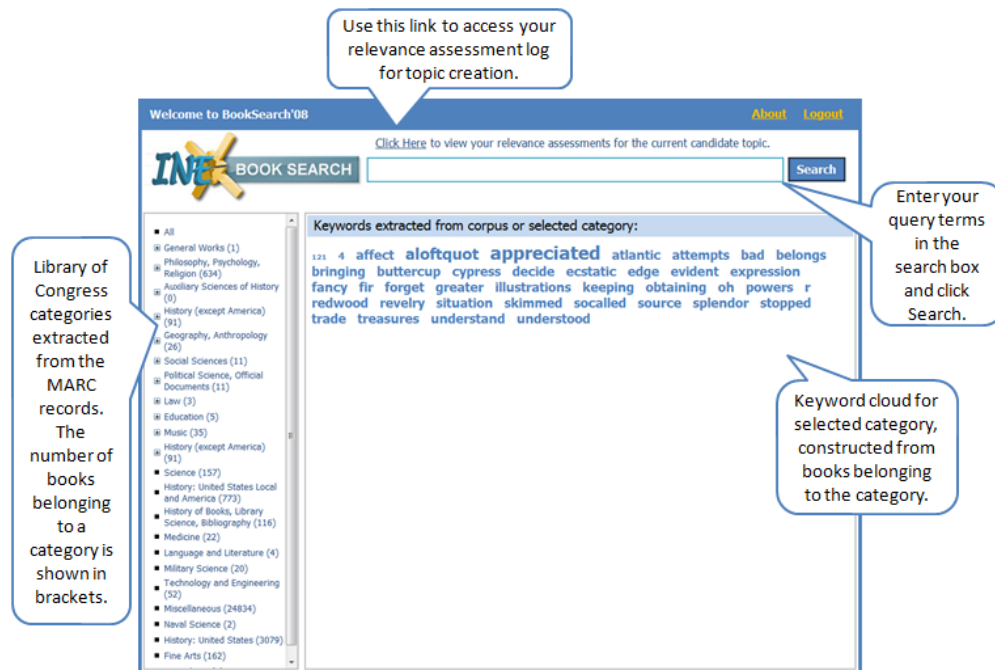 Use this link to access your
relevance assessment log
for topic creation.
Welcome to BookSearch'08
About Logout
Click Here to view your relevance assessments for the current candidate topic.
INEX BOOK SEARCH
Search
Enter your
query terms
in the
search box
and click
Search.
Library of
Congress
categories
extracted
from the
MARC
records.
The
number of
books
belonging
to a
category is
shown in
brackets.
All
General Works (1)
Philosophy, Psychology,
Religion (634)
Auxiliary Sciences of History
(0)
History (except America)
(91)
Geography, Anthropology
(26)
Social Sciences (11)
Political Science, Official
Documents (11)
Law (3)
Education (5)
Music (35)
History (except America)
(91)
Science (157)
History: United States Local
and America (773)
History of Books, Library
Science, Bibliography (116)
Medicine (22)
Language and Literature (4)
Military Science (20)
Technology and Engineering
(52)
Miscellaneous (24834)
Naval Science (2)
History: United States (3079)
Fine Arts (162)
Keywords extracted from corpus or selected category:
121 4 affect aloftquot appreciated atlantic attempts bad belongs
bringing buttercup cypress decide ecstatic edge evident expression
fancy fir forget greater illustrations keeping obtaining oh powers r
redwood revelry situation skimmed socalled source splendor stopped
trade treasures understand understood
Keyword cloud for
selected category,
constructed from
books belonging
to the category.